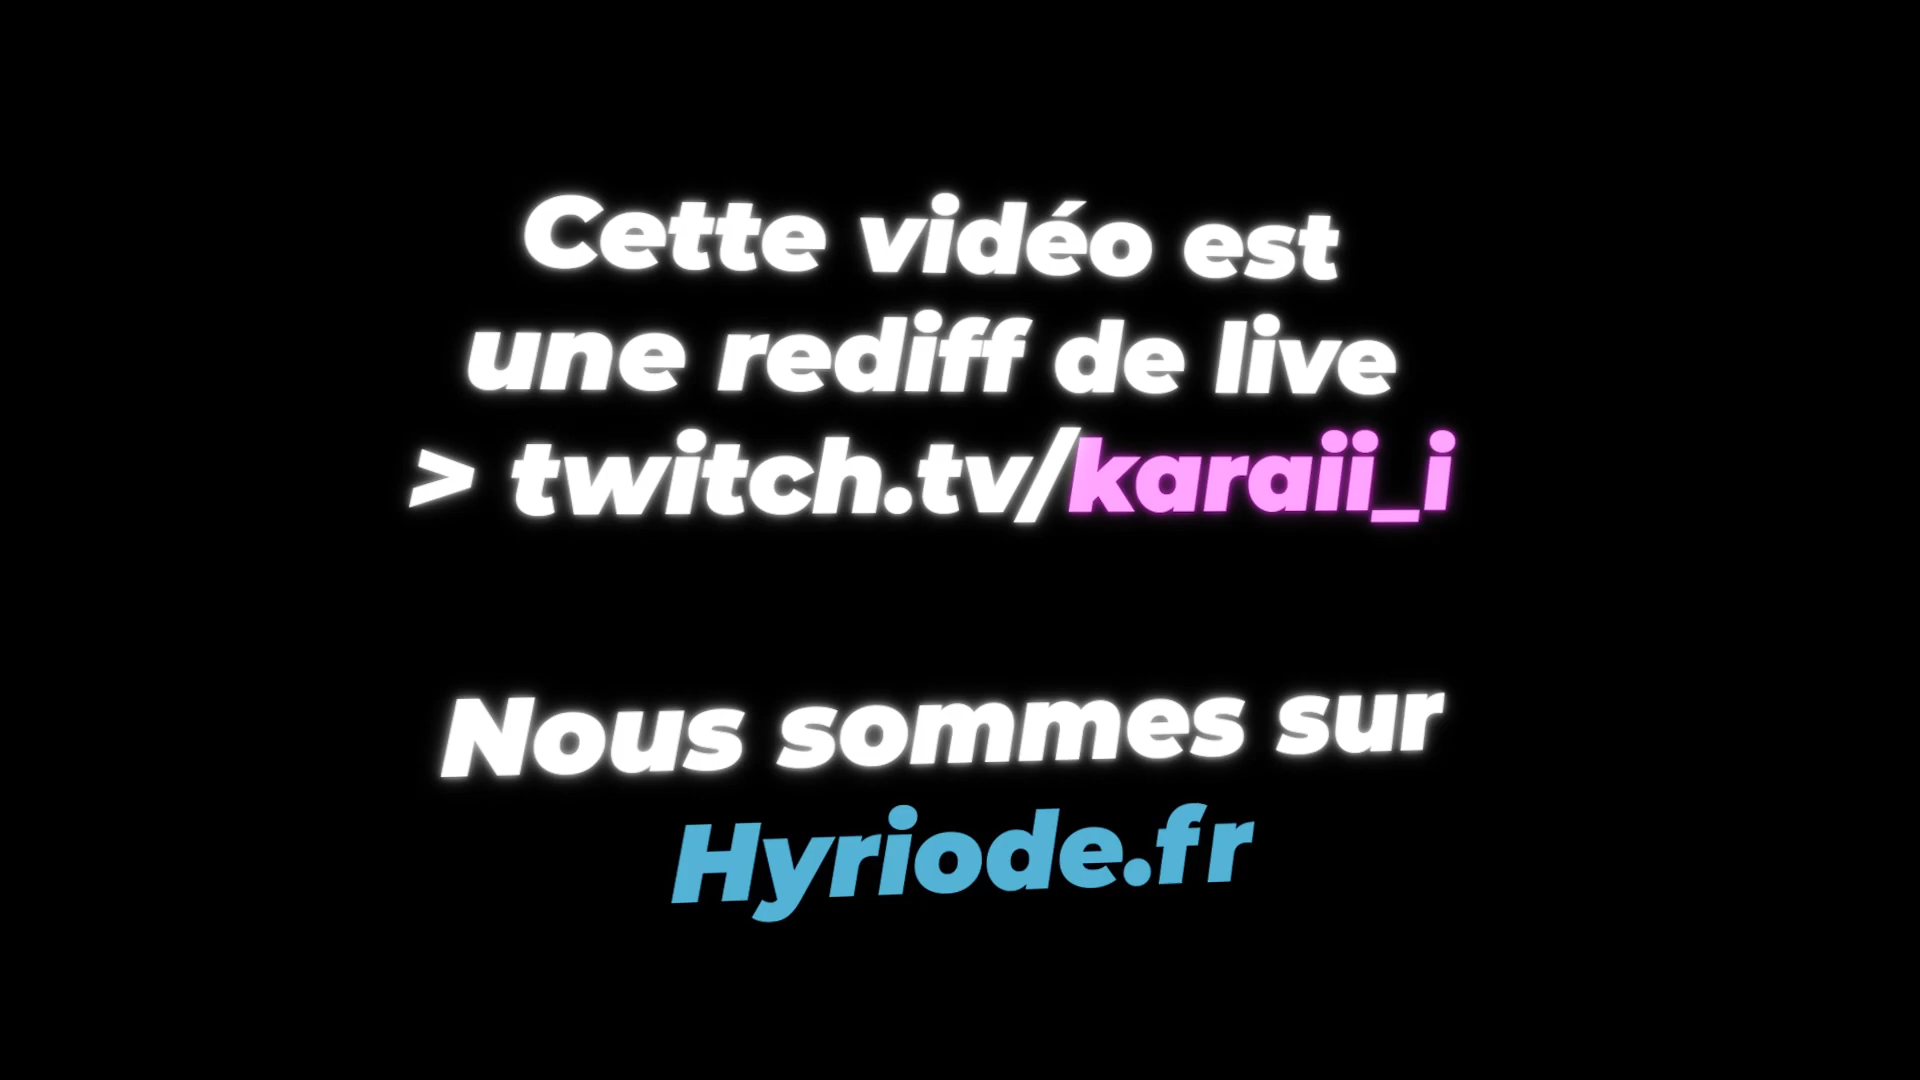 Cette vidéo est
une rediff de live
> twitch.tv/karaii_i
Nous sommes sur
Hyriode.fr